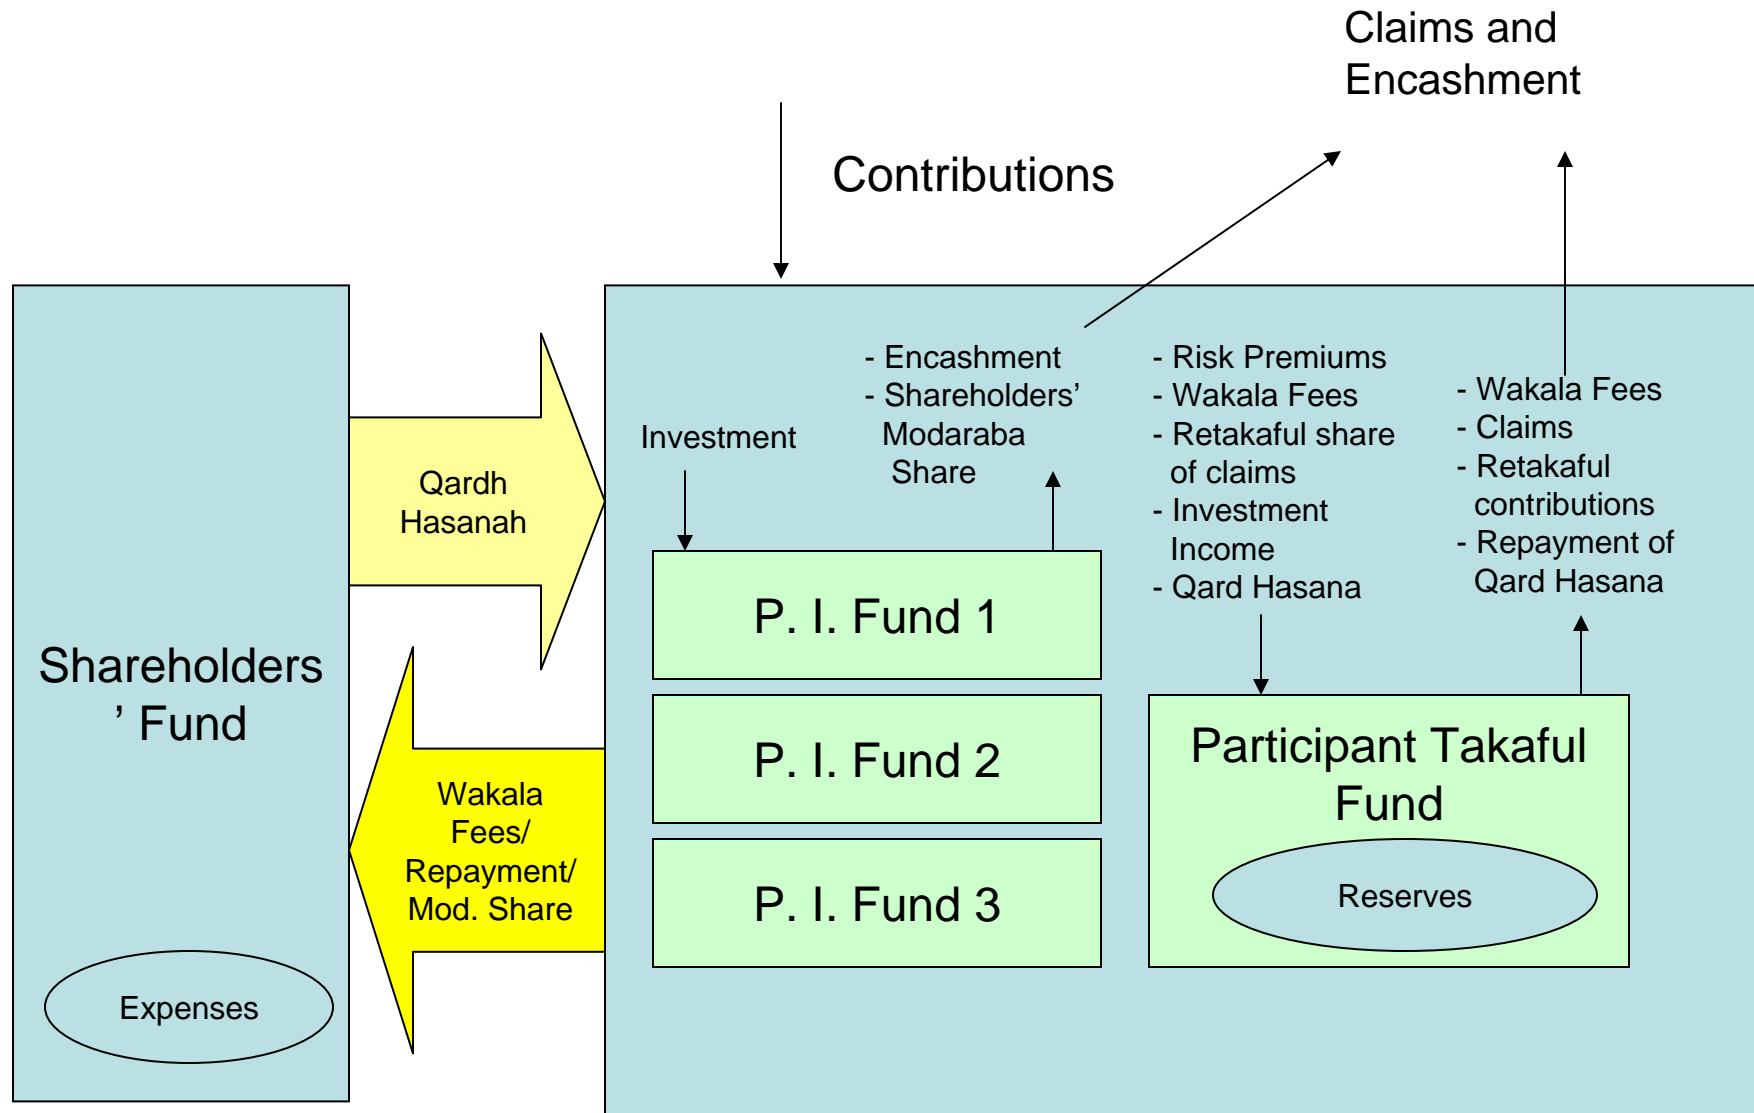 Claims and
Encashment
Contributions
Shareholders
’ Fund
Expenses
Qardh
Hasanah
Wakala
Fees/
Repayment/
Mod. Share
Investment
- Encashment
- Shareholders’
Modaraba
Share
- Risk Premiums
- Wakala Fees
- Retakaful share
of claims
- Investment
Income
- Qard Hasana
- Wakala Fees
- Claims
- Retakaful
contributions
- Repayment of
Qard Hasana
P. I. Fund 1
P. I. Fund 2
P. I. Fund 3
Participant Takaful
Fund
Reserves